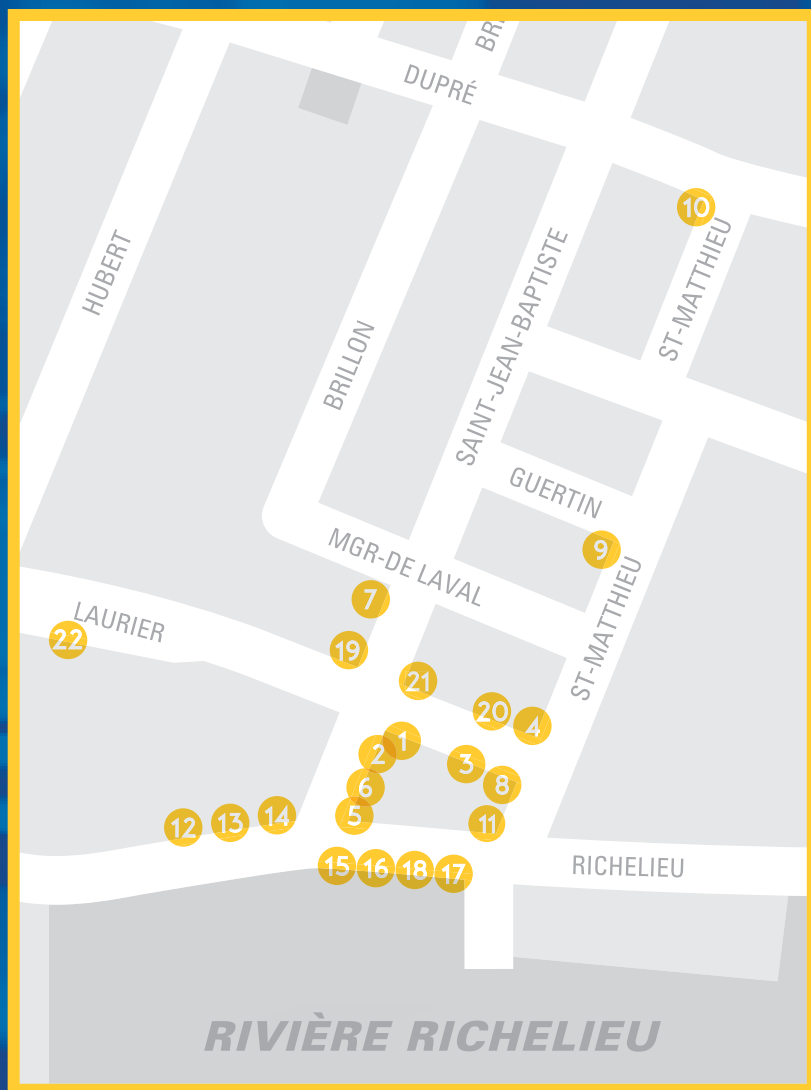 BR
DUPRÉ
10
HUBERT
ST-MATTHIEU
SAINT-JEAN-BAPTISTE
BRILLON
GUERTIN
9
MGR-DE LAVAL
7
ST-MATTHIEU
LAURIER
22
19
21
20
4
1
2
3
8
6
5
11
14
13
12
15
16
18
17
RICHELIEU
RIVIÈRE RICHELIEU